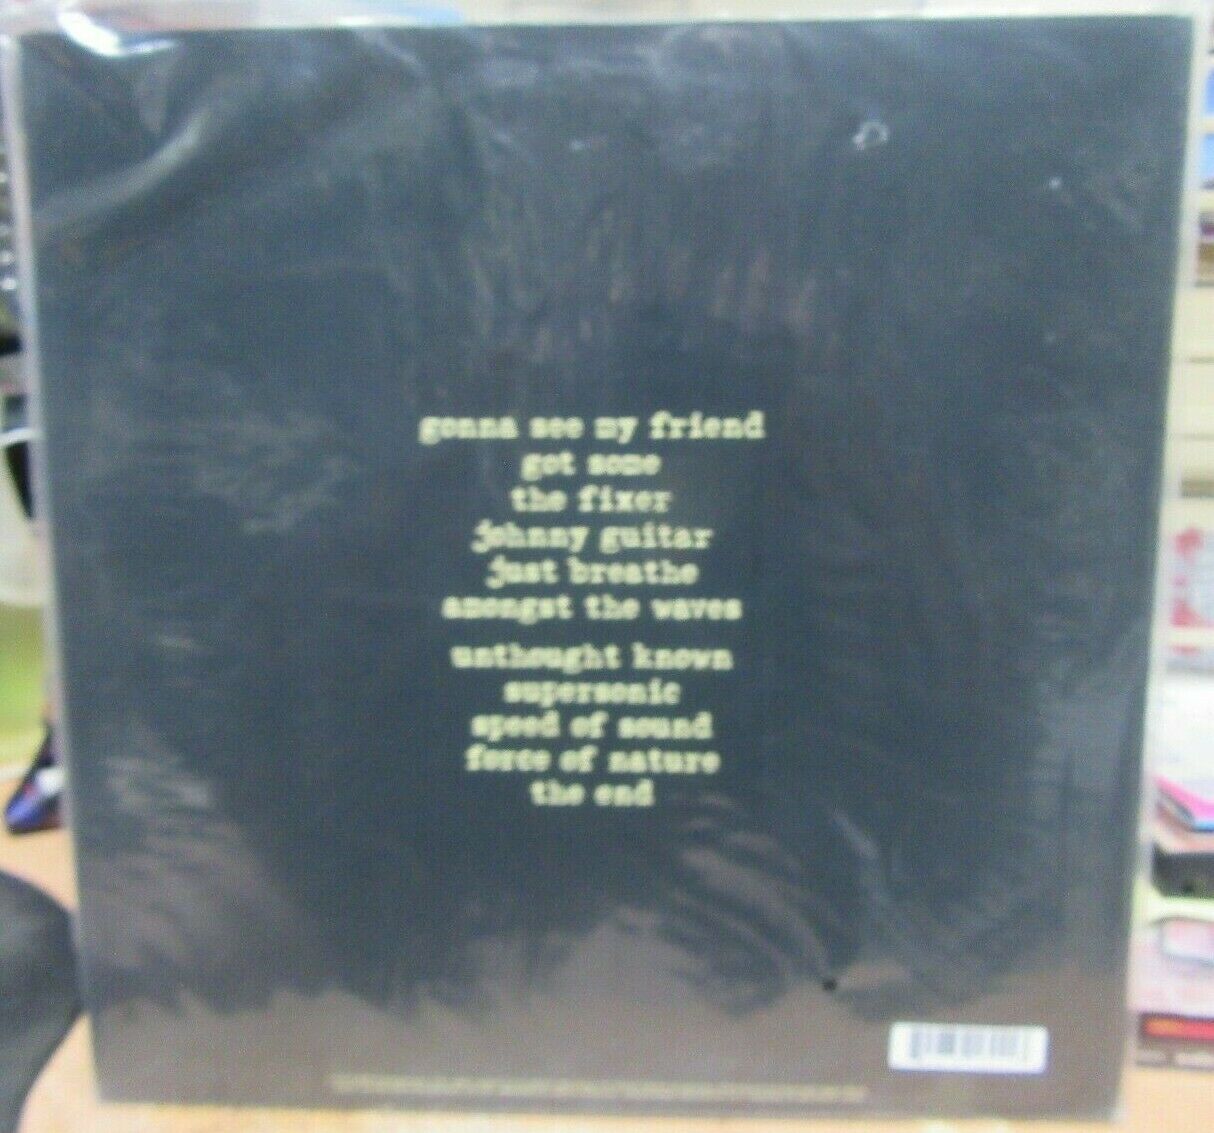 gonna see my friend
got some
the fixer
johnny guitar
just breathe
amongst the waves
unthought known
supersonic
speed of sound
force of nature
the end